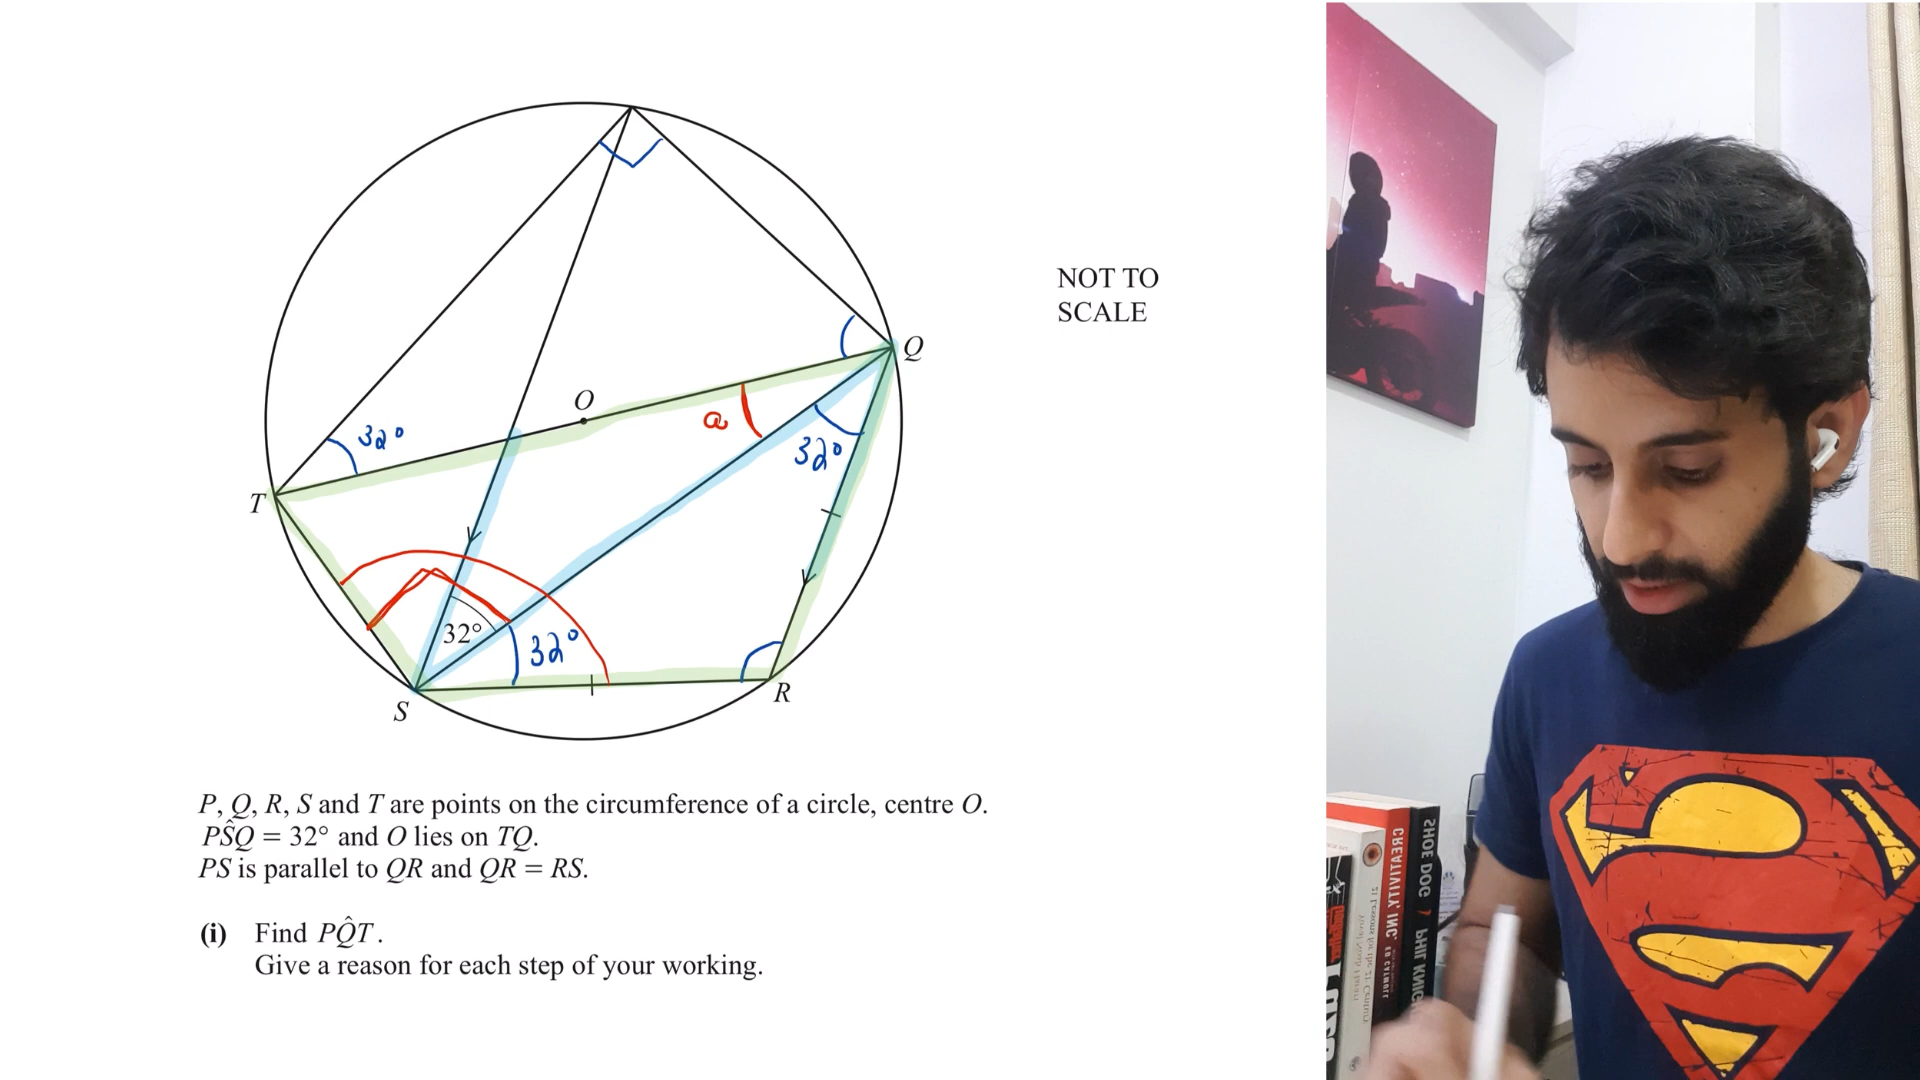 NOT TO
SCALE
Q
O
a
32°
32°
T
32°
32°
S
R
P, Q, R, S and T are points on the circumference of a circle, centre O.
PŜQ = 32° and O lies on TQ.
PS is parallel to QR and QR = RS.
(i) Find PQ̂T.
Give a reason for each step of your working.
CREATIVITY, INC.
SHOE DOG
PHIL KNIG